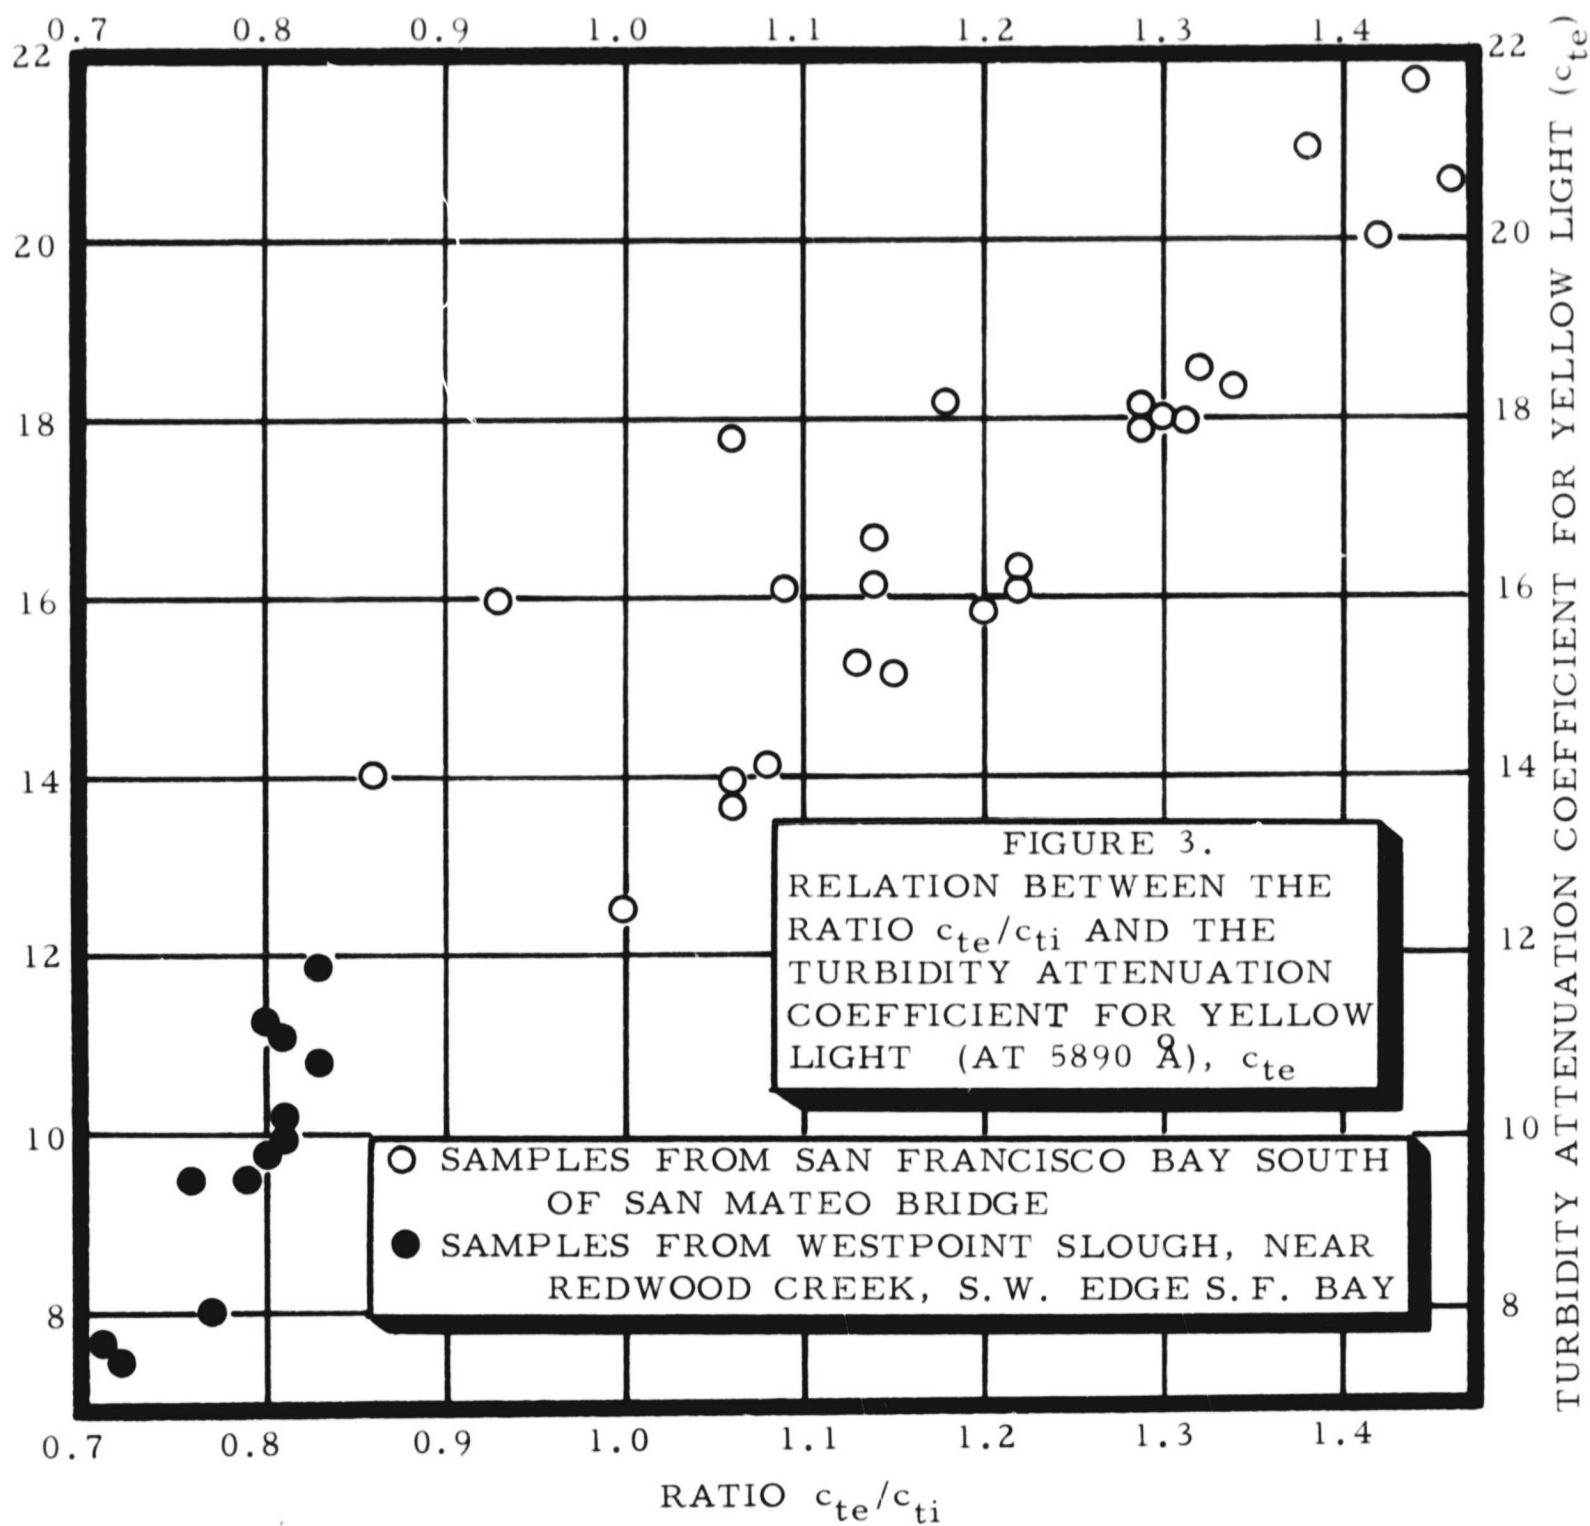 0.7 0.8 0.9 1.0 1.1 1.2 1.3 1.4
22 22
20 20
18 18
16 16
14 14
12 12
10 10
8 8
TURBIDITY ATTENUATION COEFFICIENT FOR YELLOW LIGHT (cte)
FIGURE 3.
RELATION BETWEEN THE
RATIO cte/cti AND THE
TURBIDITY ATTENUATION
COEFFICIENT FOR YELLOW
LIGHT (AT 5890 Å), cte
SAMPLES FROM SAN FRANCISCO BAY SOUTH
OF SAN MATEO BRIDGE
SAMPLES FROM WESTPOINT SLOUGH, NEAR
REDWOOD CREEK, S.W. EDGE S.F. BAY
0.7 0.8 0.9 1.0 1.1 1.2 1.3 1.4
RATIO cte/cti